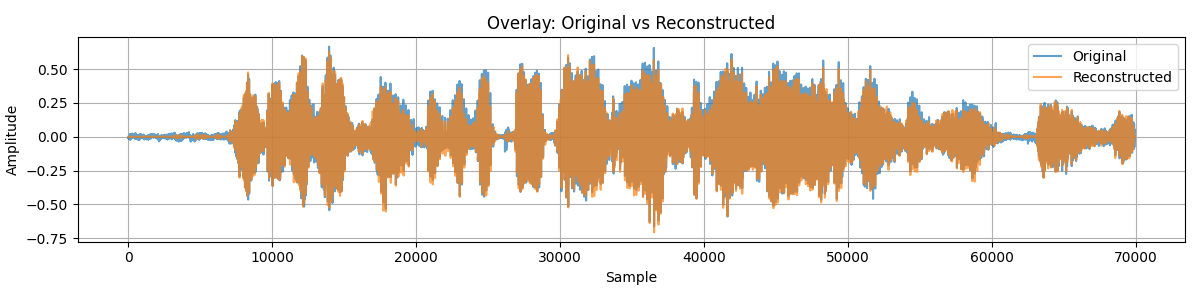 Overlay: Original vs Reconstructed
Original
Reconstructed
Amplitude
0.50
0.25
0.00
−0.25
−0.50
−0.75
0 10000 20000 30000 40000 50000 60000 70000
Sample